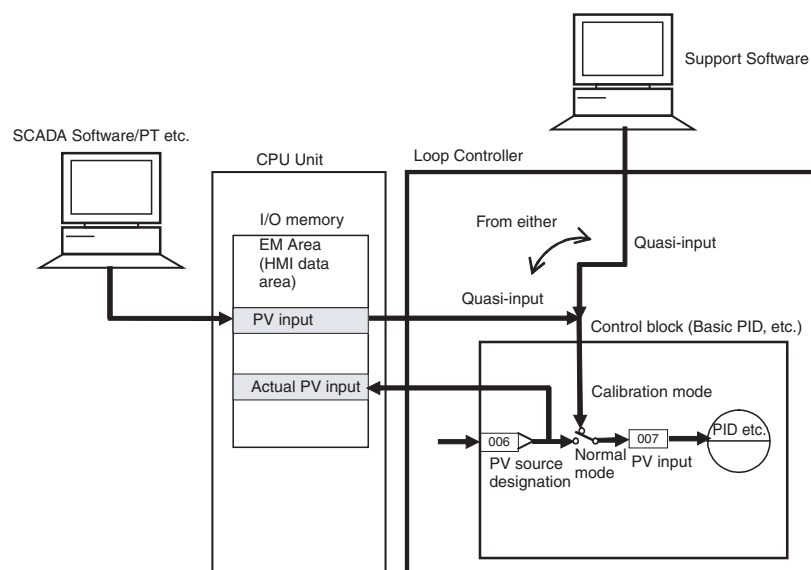 Support Software
SCADA Software/PT etc.
CPU Unit
Loop Controller
I/O memory
EM Area
(HMI data
area)
From either
Quasi-input
Quasi-input
PV input
Control block (Basic PID, etc.)
Actual PV input
Calibration mode
006
007
PID etc.
PV source
designation
Normal
mode
PV input